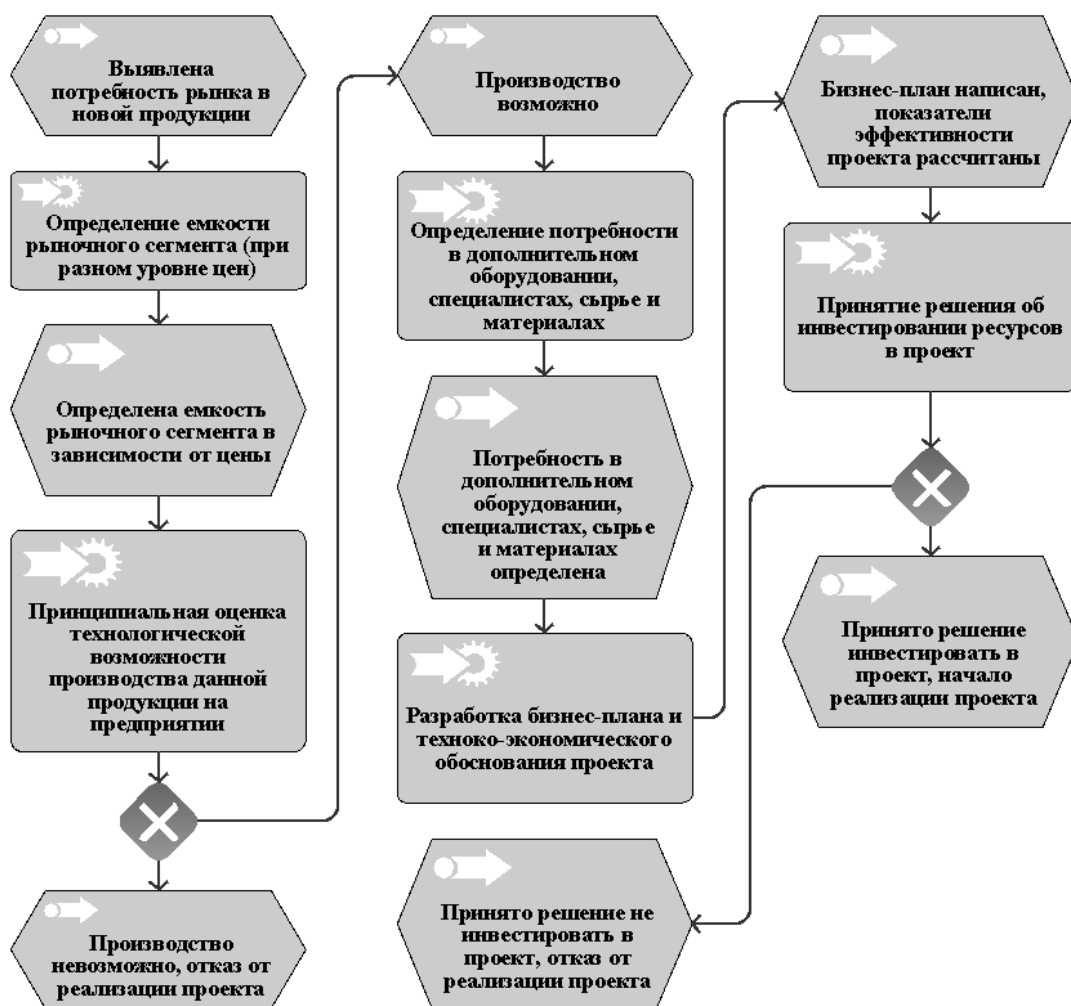 Выявлена
потребность рынка в
новой продукции
Определение емкости
рыночного сегмента (при
разном уровне цен)
Определена емкость
рыночного сегмента в
зависимости от цены
Принципиальная оценка
технологической
возможности
производства данной
продукции на
предприятии
Производство
невозможно, отказ от
реализации проекта
Производство
возможно
Определение потребности
в дополнительном
оборудовании,
специалистах, сырье и
материалах
Потребность в
дополнительном
оборудовании,
специалистах, сырье
и материалах
определена
Разработка бизнес-плана и
техноко-экономического
обоснования проекта
Принято решение не
инвестировать в
проект, отказ от
реализации проекта
Бизнес-план написан,
показатели
эффективности
проекта рассчитаны
Принятие решения об
инвестировании ресурсов
в проект
Принято решение
инвестировать в
проект, начало
реализации проекта